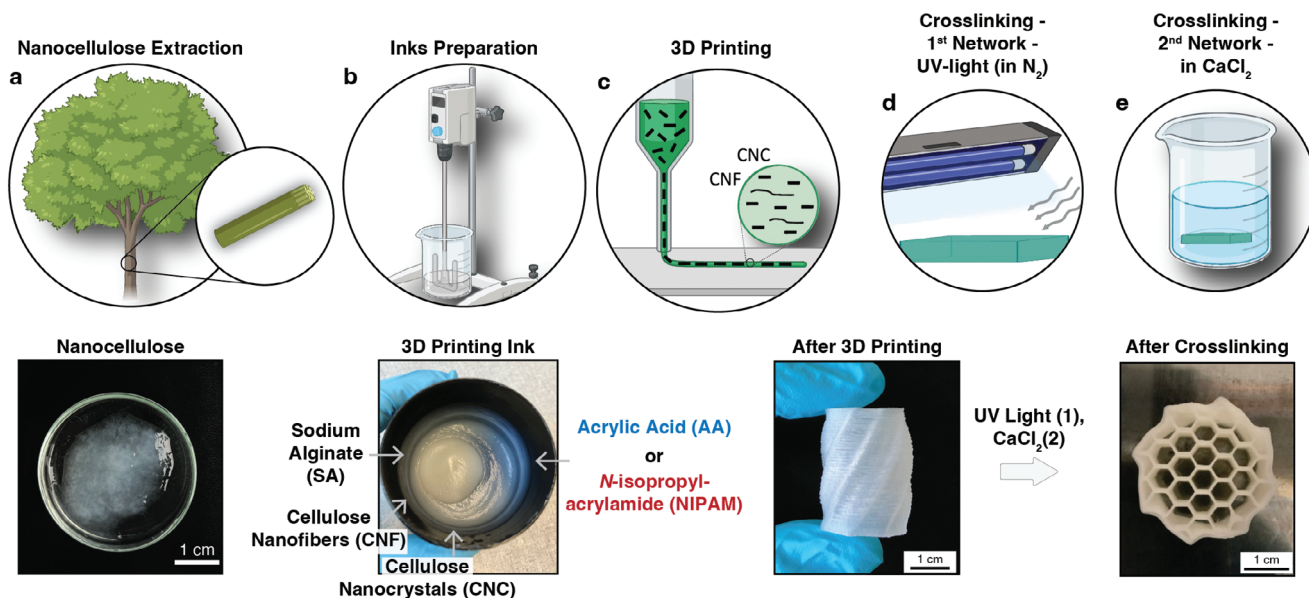 Nanocellulose Extraction
a
Inks Preparation
b
3D Printing
c
CNC
CNF
Crosslinking -
1st Network -
UV-light (in N2)
d
Crosslinking -
2nd Network -
in CaCl2
e
Nanocellulose
1 cm
3D Printing Ink
Sodium
Alginate
(SA)
Cellulose
Nanofibers (CNF)
Cellulose
Nanocrystals (CNC)
Acrylic Acid (AA)
or
N-isopropyl-
acrylamide (NIPAM)
After 3D Printing
1 cm
UV Light (1),
CaCl2(2)
After Crosslinking
1 cm